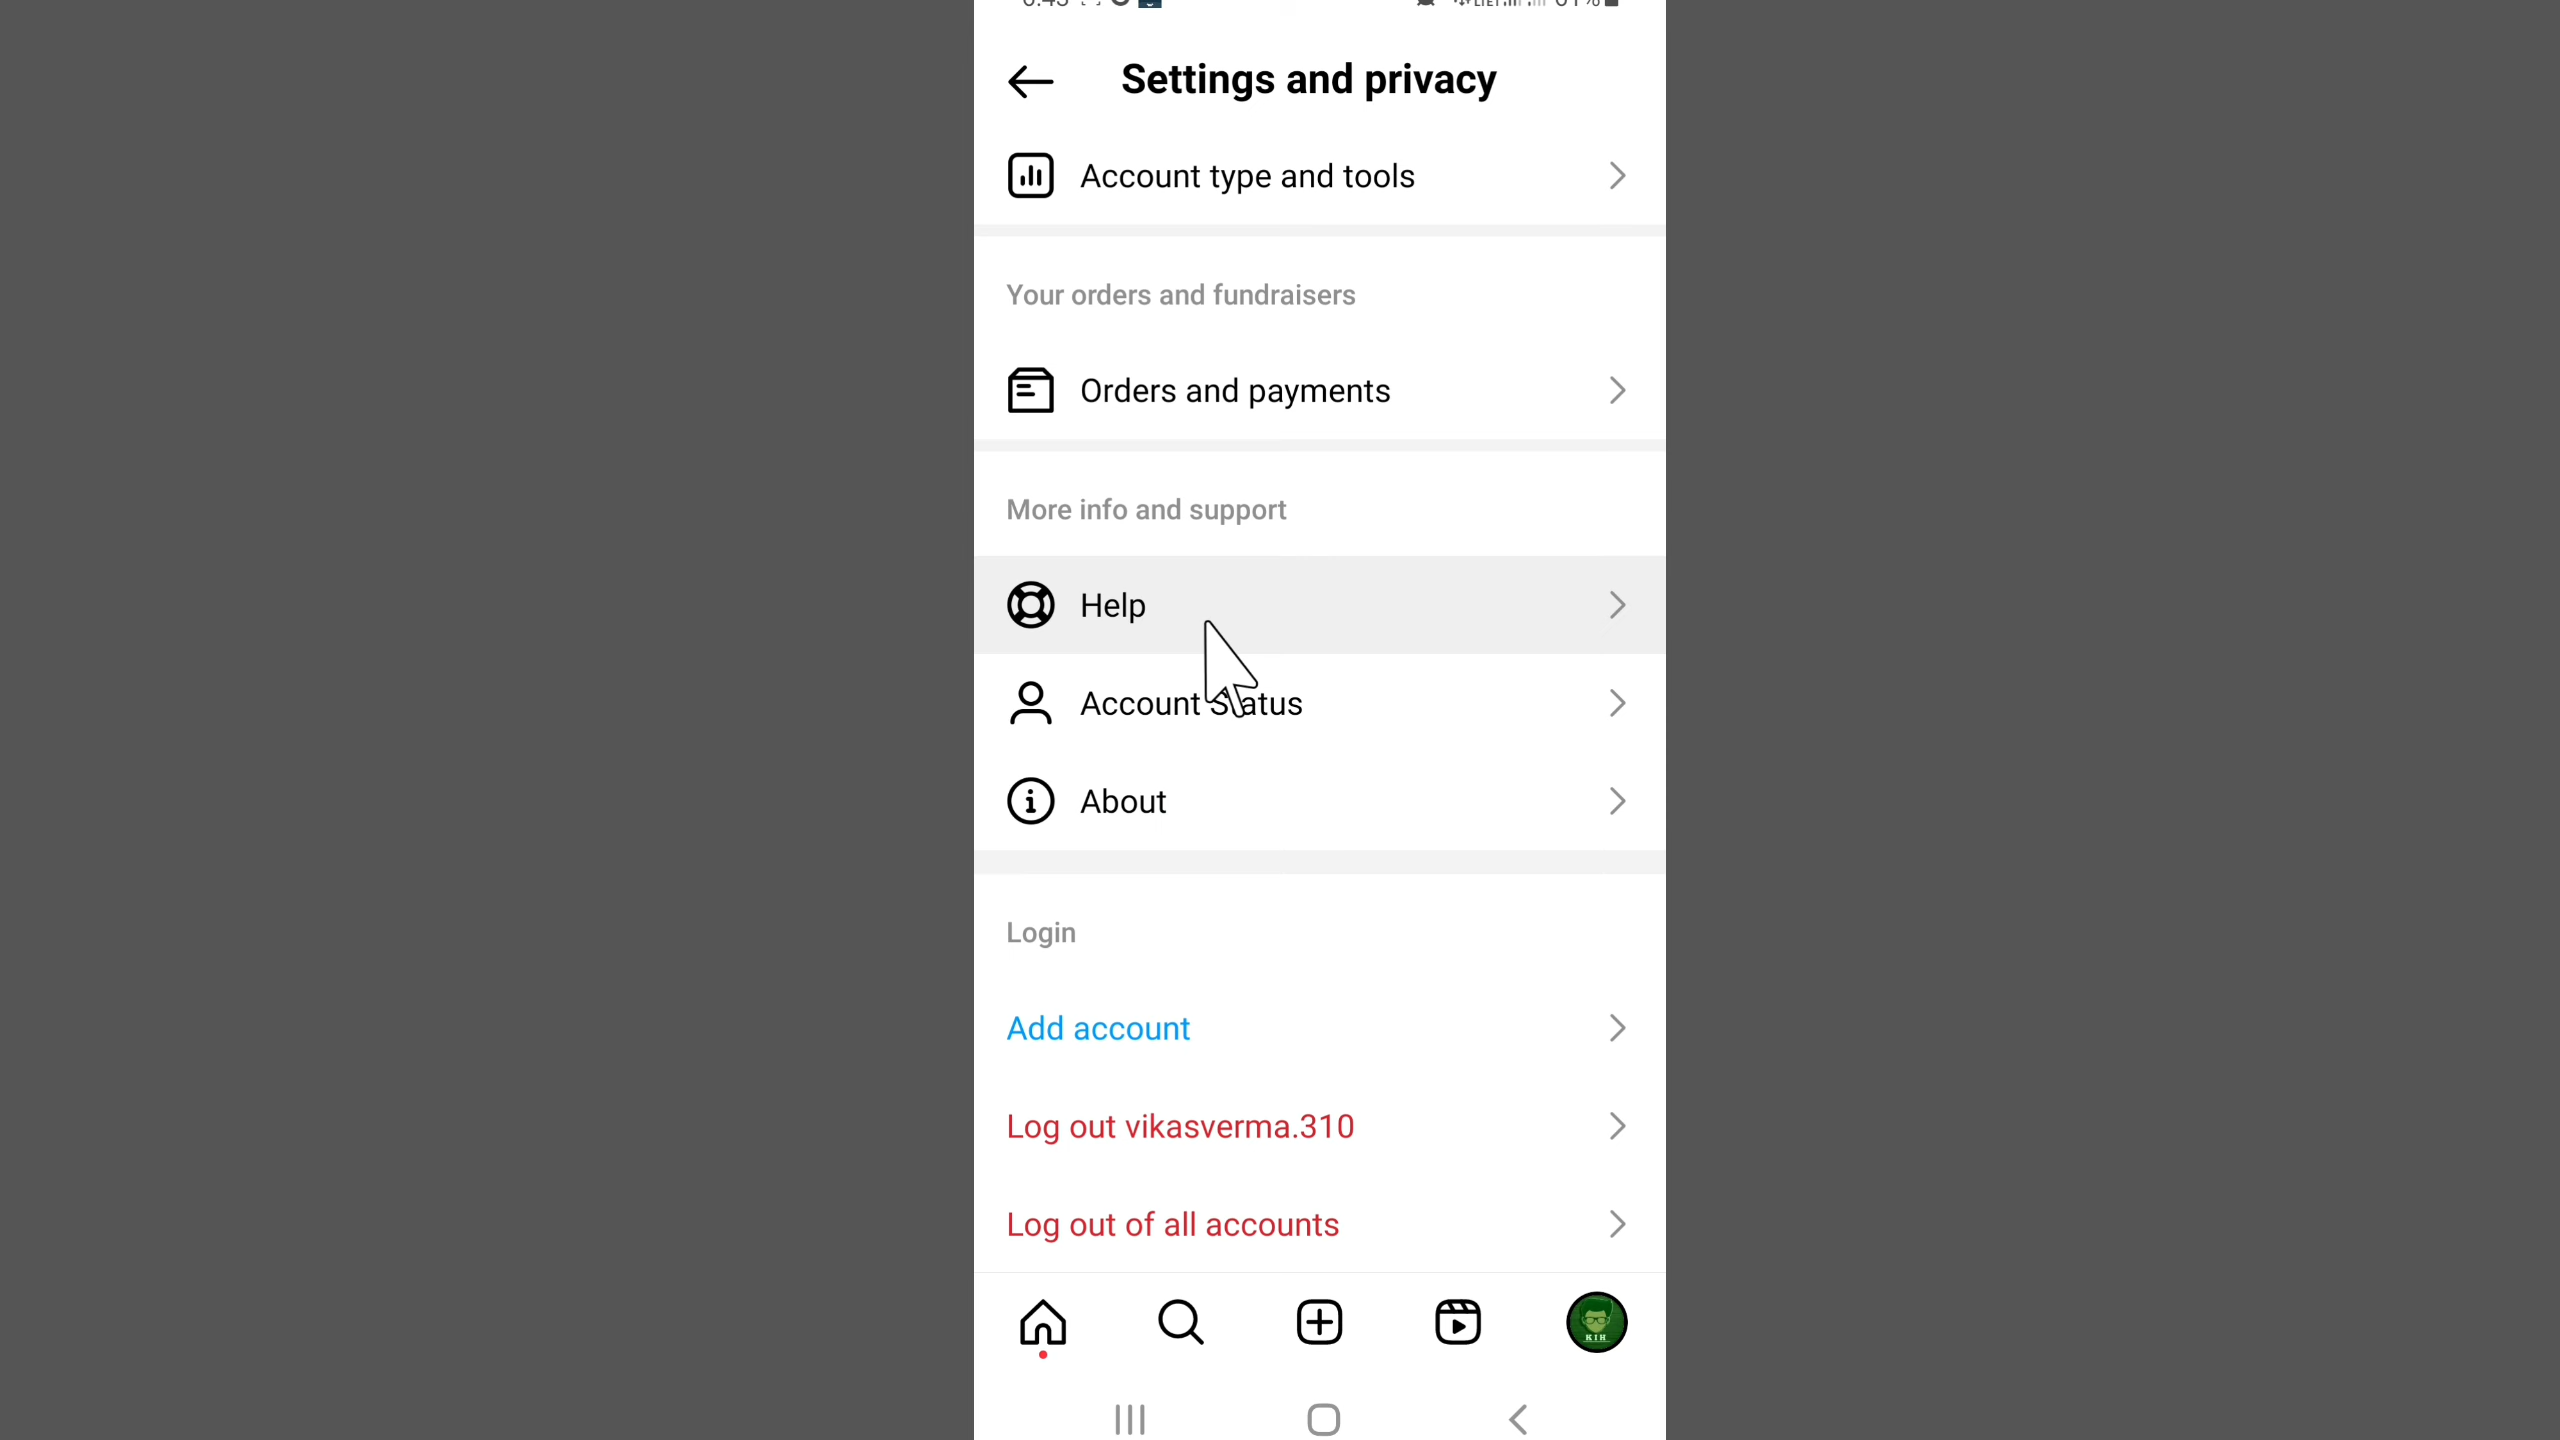 Settings and privacy
Account type and tools
Your orders and fundraisers
Orders and payments
More info and support
Help
Account Status
About
Login
Add account
Log out vikasverma.310
Log out of all accounts
KIH